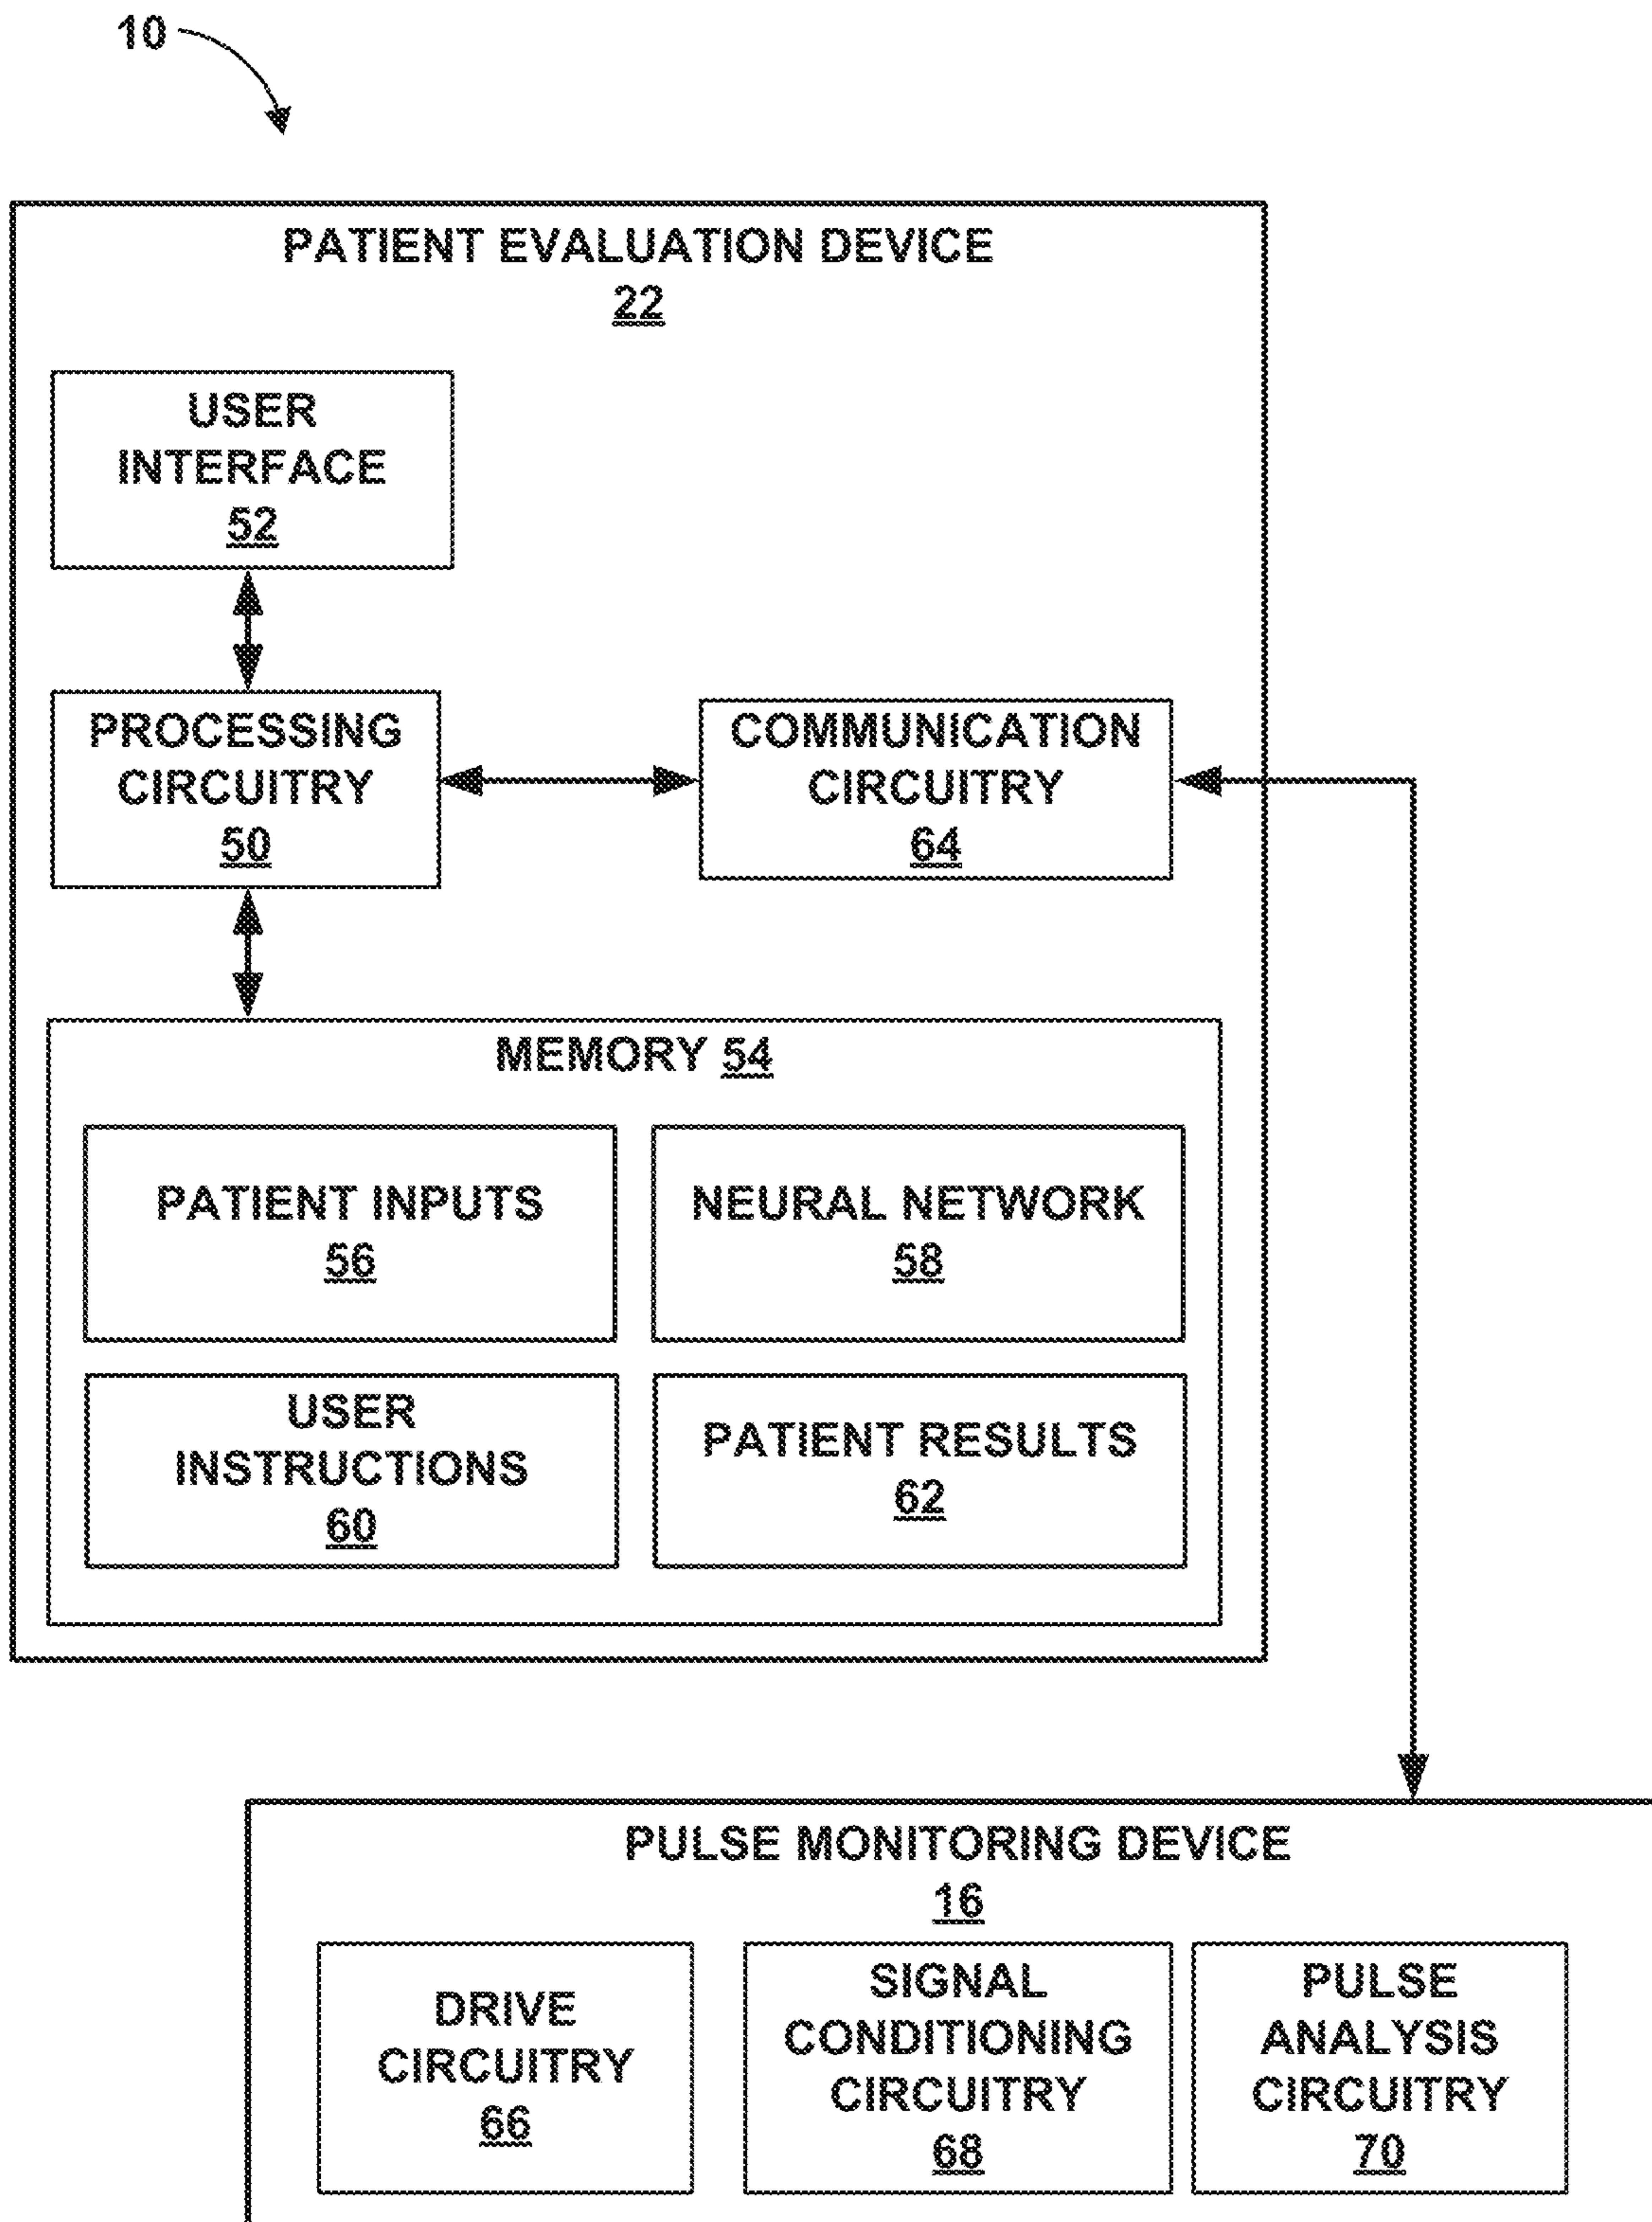 10
PATIENT EVALUATION DEVICE
22
USER
INTERFACE
52
PROCESSING
CIRCUITRY
50
COMMUNICATION
CIRCUITRY
64
MEMORY 54
PATIENT INPUTS
56
NEURAL NETWORK
58
USER
INSTRUCTIONS
60
PATIENT RESULTS
62
PULSE MONITORING DEVICE
16
DRIVE
CIRCUITRY
66
SIGNAL
CONDITIONING
CIRCUITRY
68
PULSE
ANALYSIS
CIRCUITRY
70